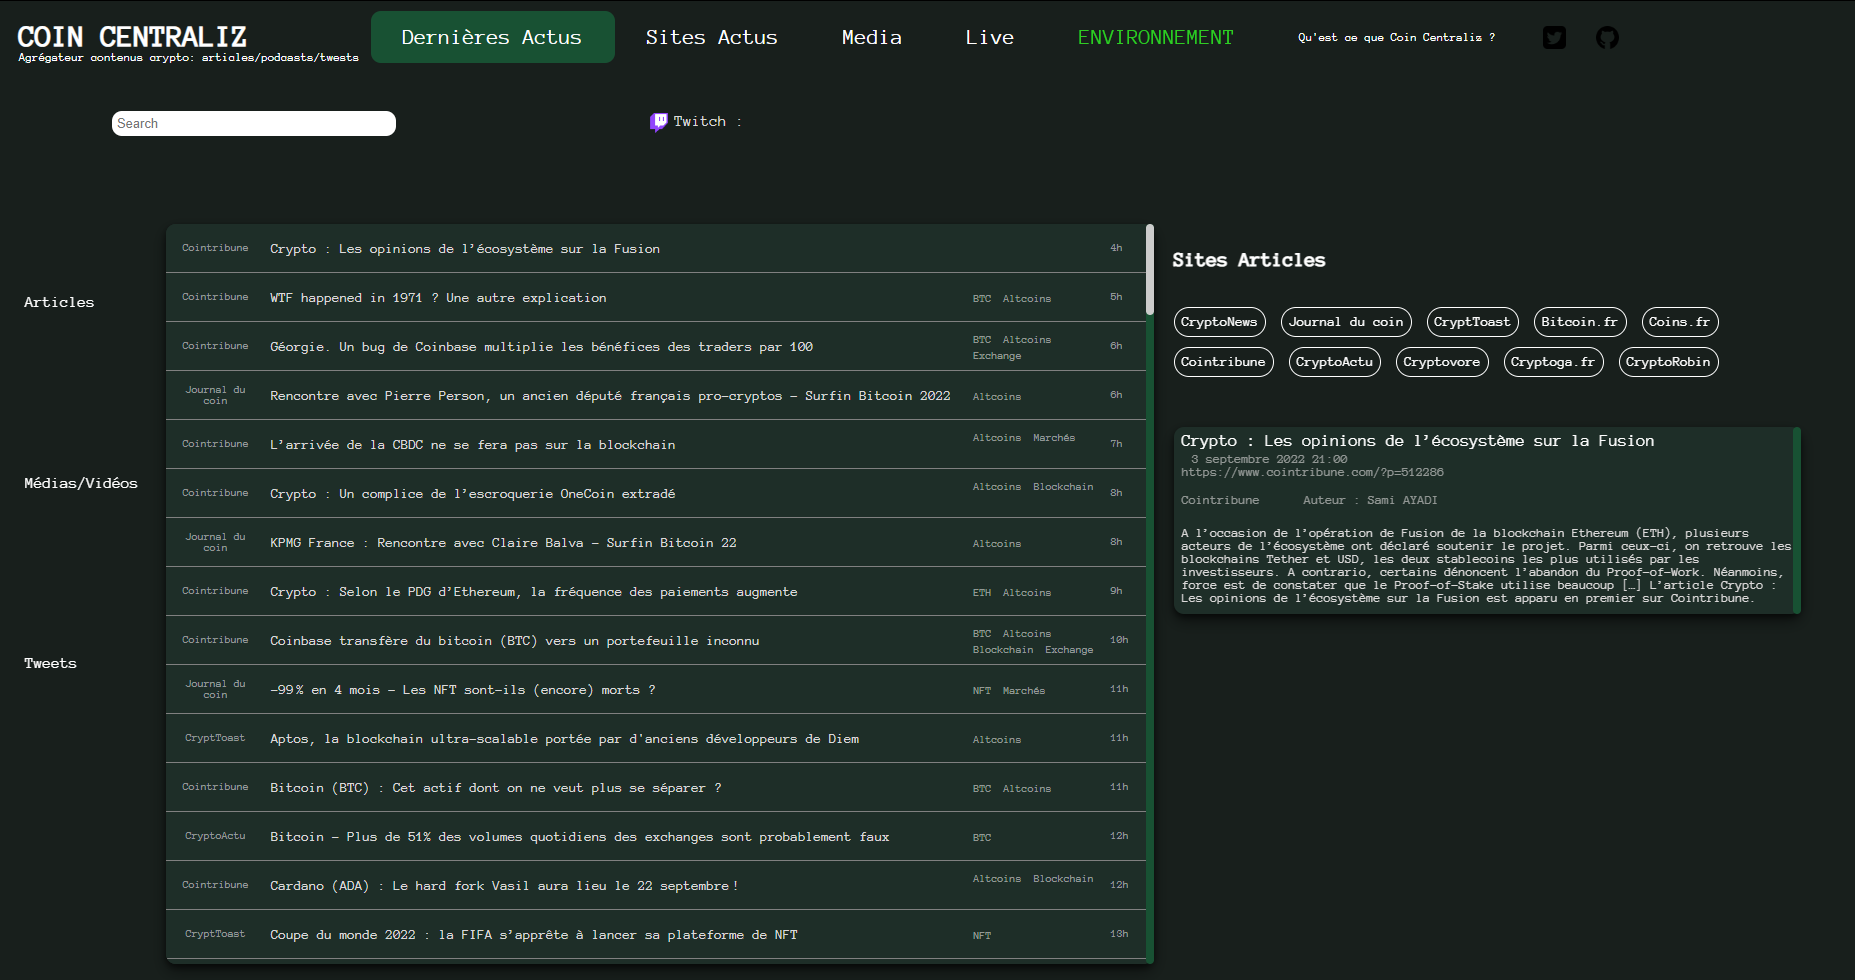 COIN CENTRALIZ
Agrégateur contenus crypto: articles/podcasts/twests
Dernières Actus
Sites Actus
Media
Live
ENVIRONNEMENT
Qu'est ce que Coin Centraliz ?
Search
Twitch :
Articles
Médias/Vidéos
Tweets
Cointribune Crypto : Les opinions de l’écosystème sur la Fusion 4h
Cointribune WTF happened in 1971 ? Une autre explication BTC Altcoins 5h
Cointribune Géorgie. Un bug de Coinbase multiplie les bénéfices des traders par 100 BTC Altcoins 6h
Exchange
Journal du
coin
Rencontre avec Pierre Person, un ancien député français pro-cryptos – Surfin Bitcoin 2022 Altcoins 6h
Cointribune L’arrivée de la CBDC ne se fera pas sur la blockchain Altcoins Marchés 7h
Cointribune Crypto : Un complice de l’escroquerie OneCoin extradé Altcoins Blockchain 8h
Journal du
coin
KPMG France : Rencontre avec Claire Balva – Surfin Bitcoin 22 Altcoins 8h
Cointribune Crypto : Selon le PDG d’Ethereum, la fréquence des paiements augmente ETH Altcoins 9h
Cointribune Coinbase transfère du bitcoin (BTC) vers un portefeuille inconnu BTC Altcoins 10h
Blockchain Exchange
Journal du
coin
-99 % en 4 mois – Les NFT sont-ils (encore) morts ? NFT Marchés 11h
CryptToast Aptos, la blockchain ultra-scalable portée par d'anciens développeurs de Diem Altcoins 11h
Cointribune Bitcoin (BTC) : Cet actif dont on ne veut plus se séparer ? BTC Altcoins 11h
CryptoActu Bitcoin – Plus de 51% des volumes quotidiens des exchanges sont probablement faux BTC 12h
Cointribune Cardano (ADA) : Le hard fork Vasil aura lieu le 22 septembre ! Altcoins Blockchain 12h
CryptToast Coupe du monde 2022 : la FIFA s’apprête à lancer sa plateforme de NFT NFT 13h
Sites Articles
CryptoNews Journal du coin CryptToast Bitcoin.fr Coins.fr
Cointribune CryptoActu Cryptovore Cryptoga.fr CryptoRobin
Crypto : Les opinions de l’écosystème sur la Fusion
3 septembre 2022 21:00
https://www.cointribune.com/?p=512286
Cointribune Auteur : Sami AYADI
A l’occasion de l’opération de Fusion de la blockchain Ethereum (ETH), plusieurs
acteurs de l’écosystème ont déclaré soutenir le projet. Parmi ceux-ci, on retrouve les
blockchains Tether et USD, les deux stablecoins les plus utilisés par les
investisseurs. A contrario, certains dénoncent l’abandon du Proof-of-Work. Néanmoins,
force est de constater que le Proof-of-Stake utilise beaucoup […] L’article Crypto :
Les opinions de l’écosystème sur la Fusion est apparu en premier sur Cointribune.